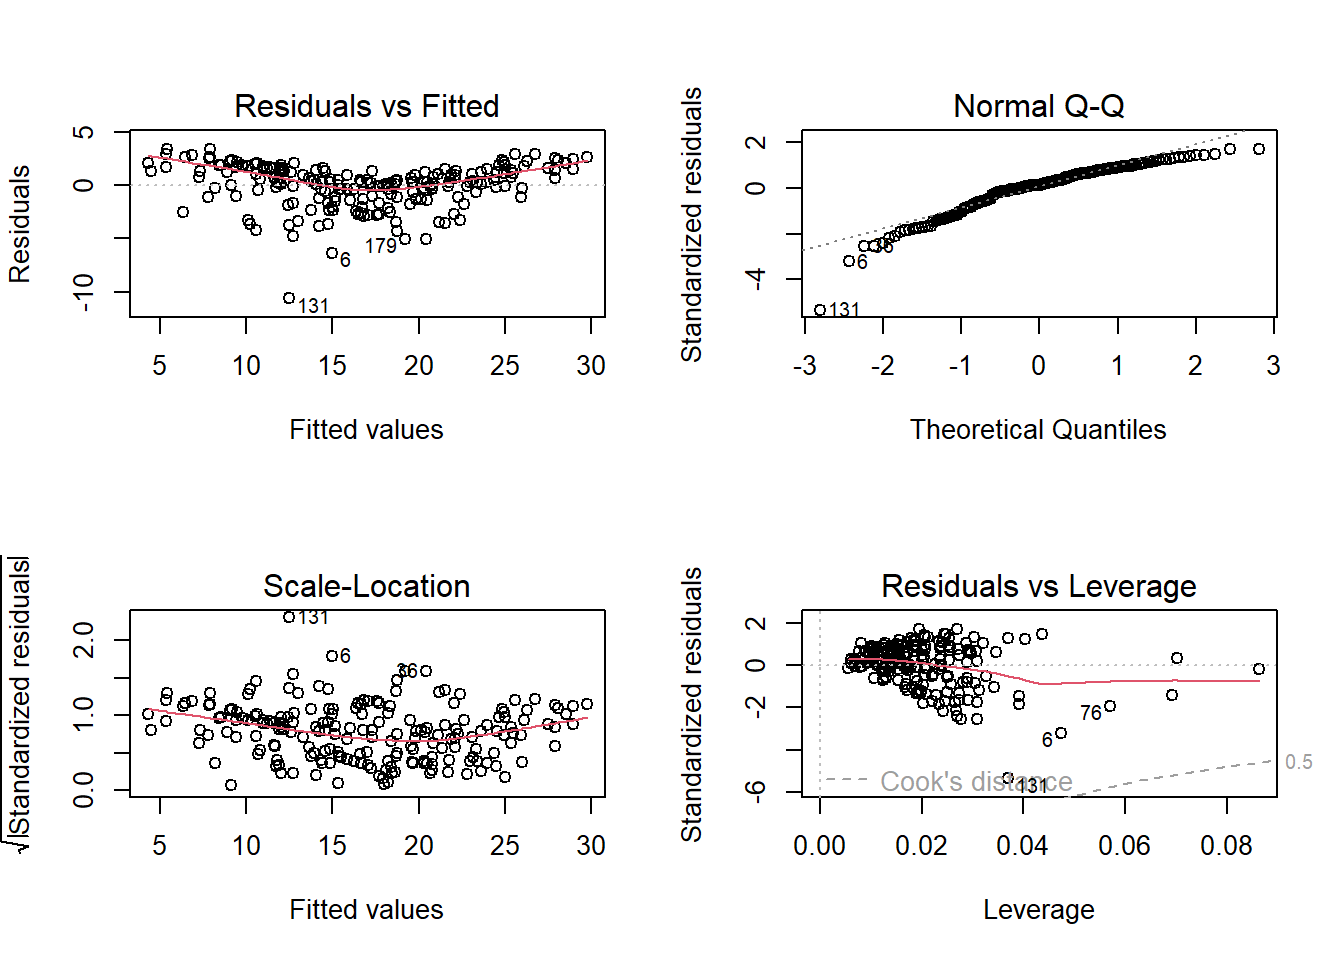 Residuals vs Fitted
Residuals
5
0
-10
179
6
131
5 10 15 20 25 30
Fitted values
Normal Q-Q
Standardized residuals
2
0
-4
36
6
131
-3 -2 -1 0 1 2 3
Theoretical Quantiles
Scale-Location
√|Standardized residuals|
2.0
1.0
0.0
131
6
36
5 10 15 20 25 30
Fitted values
Residuals vs Leverage
Standardized residuals
2
0
-2
-6
76
6
131
Cook's distance
0.5
0.00 0.02 0.04 0.06 0.08
Leverage